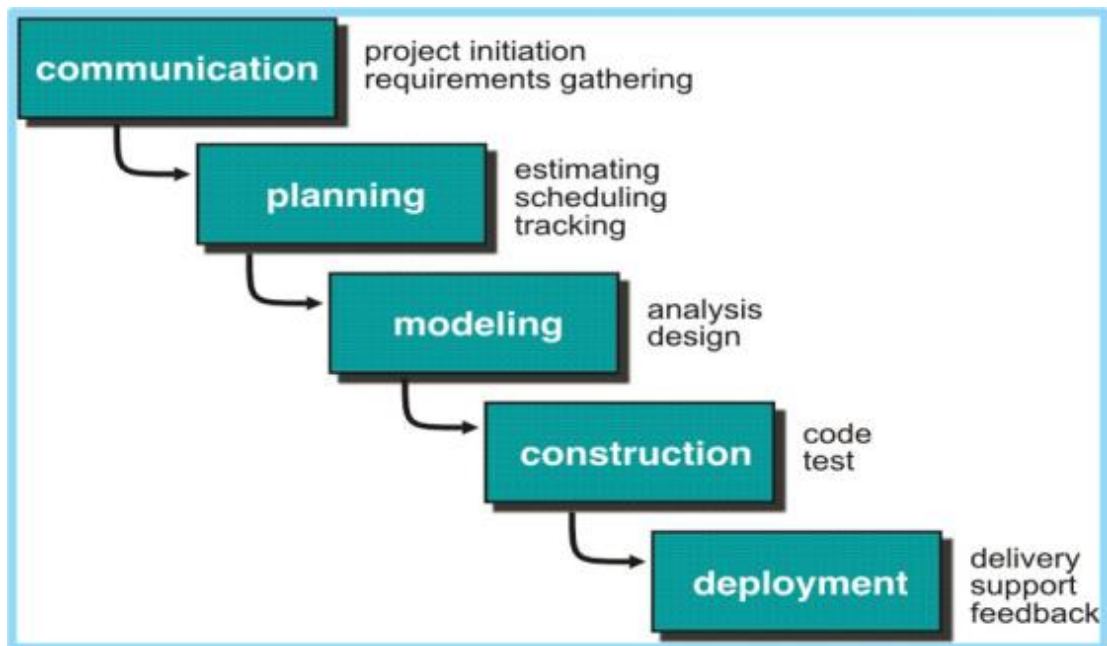 communication
project initiation
requirements gathering
planning
estimating
scheduling
tracking
modeling
analysis
design
construction
code
test
deployment
delivery
support
feedback